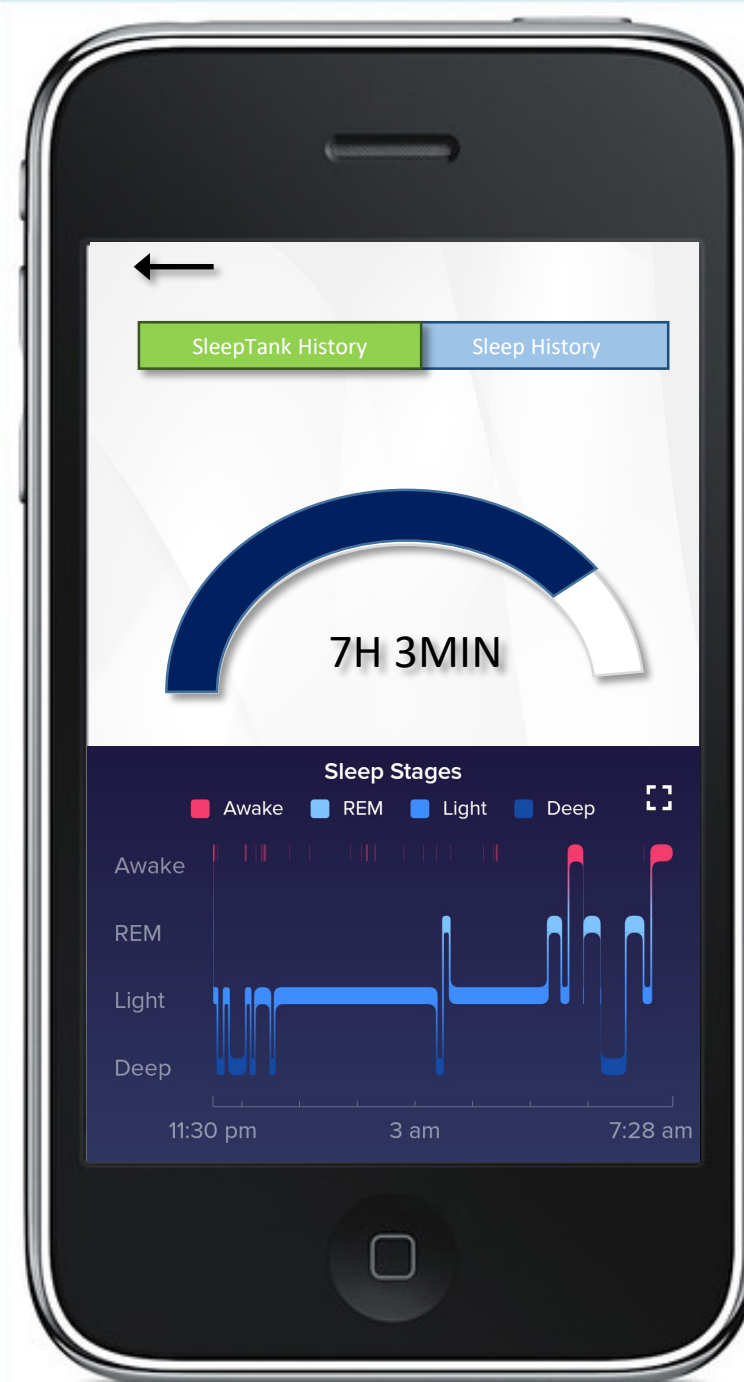 SleepTank History Sleep History
7H 3MIN
Sleep Stages
Awake REM Light Deep
Awake
REM
Light
Deep
11:30 pm 3 am 7:28 am